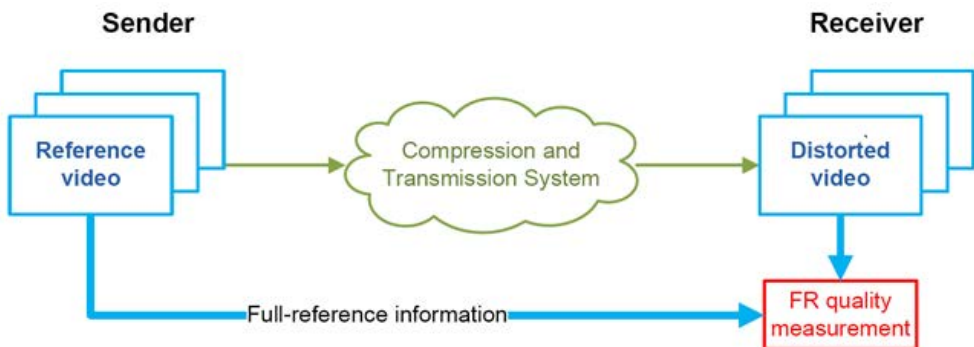 Sender
Receiver
Reference
video
Compression and
Transmission System
Distorted
video
Full-reference information
FR quality
measurement